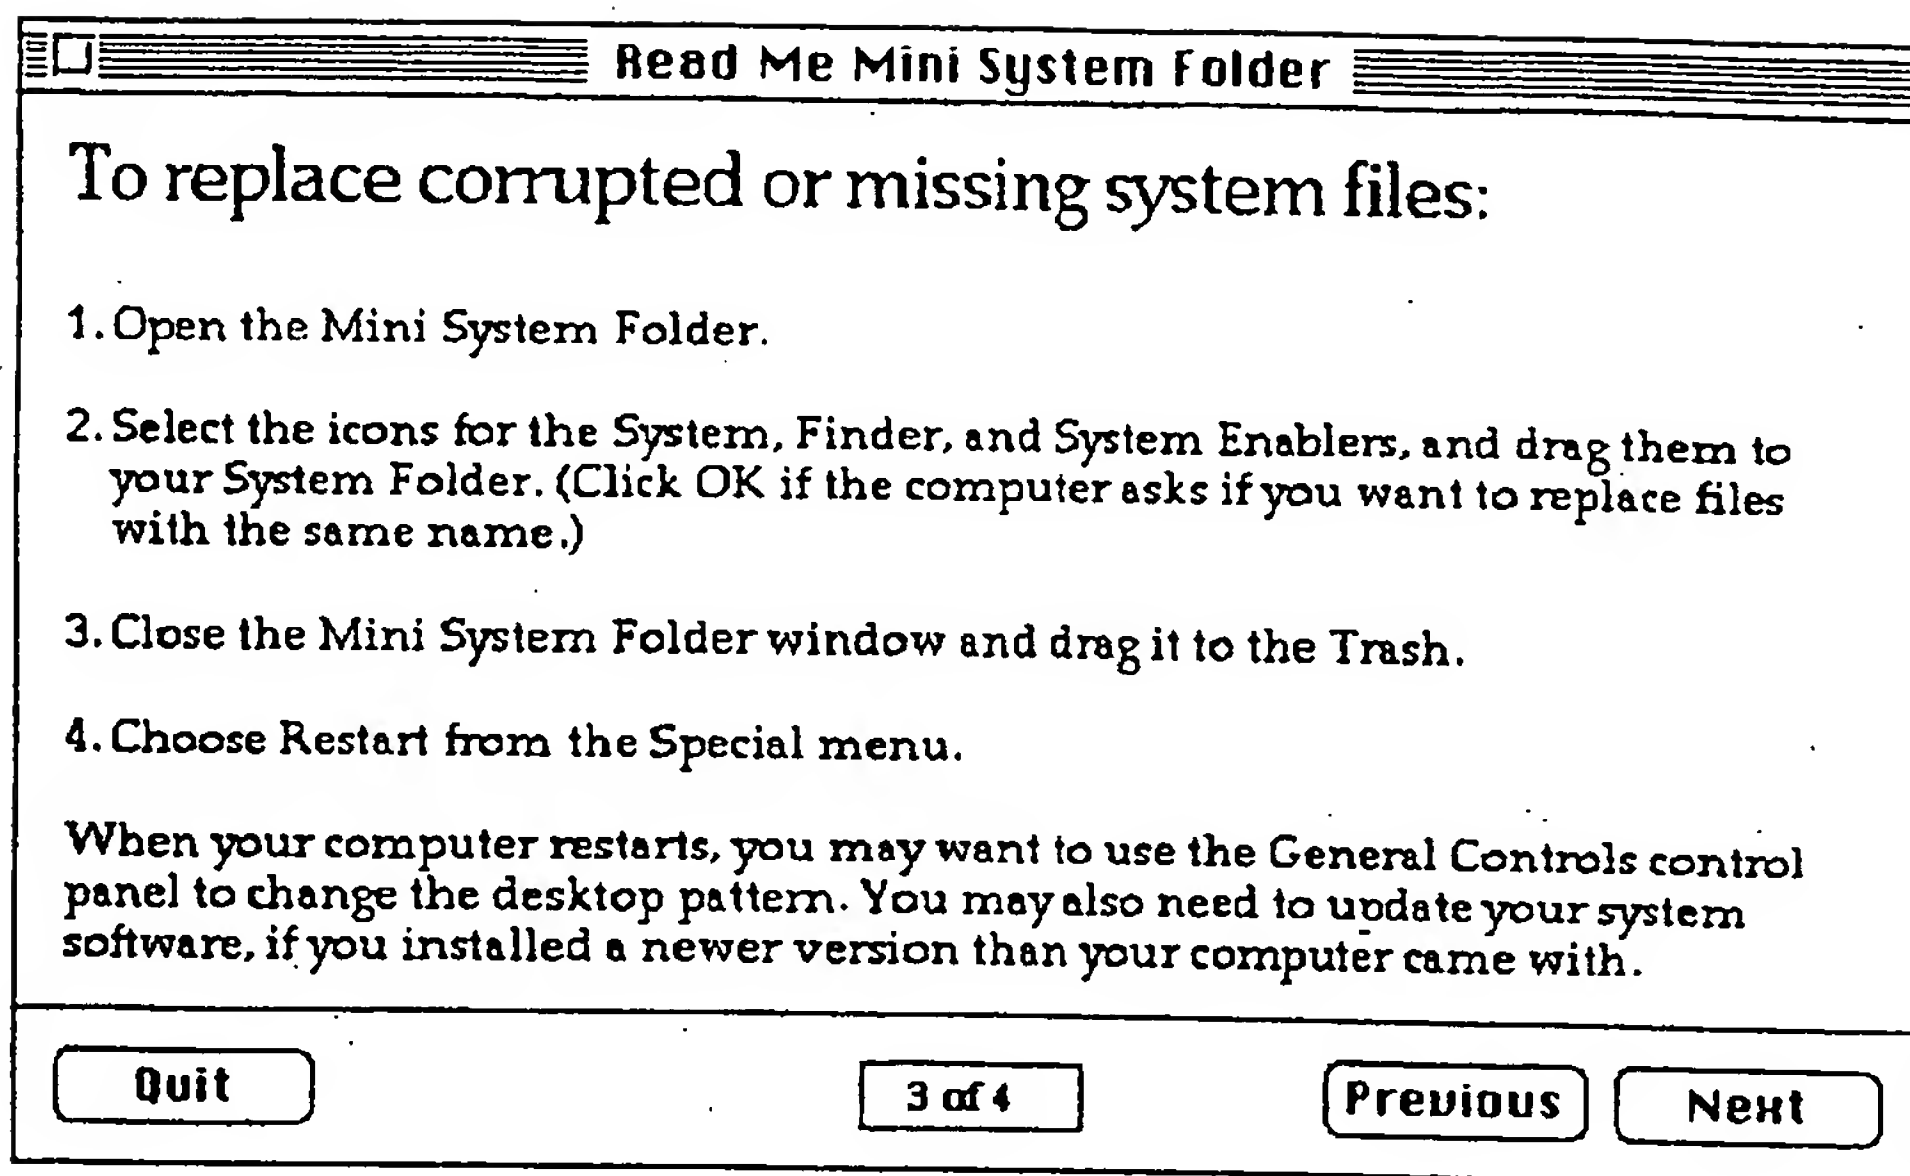 Read Me Mini System Folder
To replace corrupted or missing system files:
1. Open the Mini System Folder.
2. Select the icons for the System, Finder, and System Enablers, and drag them to
your System Folder. (Click OK if the computer asks if you want to replace files
with the same name.)
3. Close the Mini System Folder window and drag it to the Trash.
4. Choose Restart from the Special menu.
When your computer restarts, you may want to use the General Controls control
panel to change the desktop pattern. You may also need to update your system
software, if you installed a newer version than your computer came with.
Quit 3 of 4 Previous Next